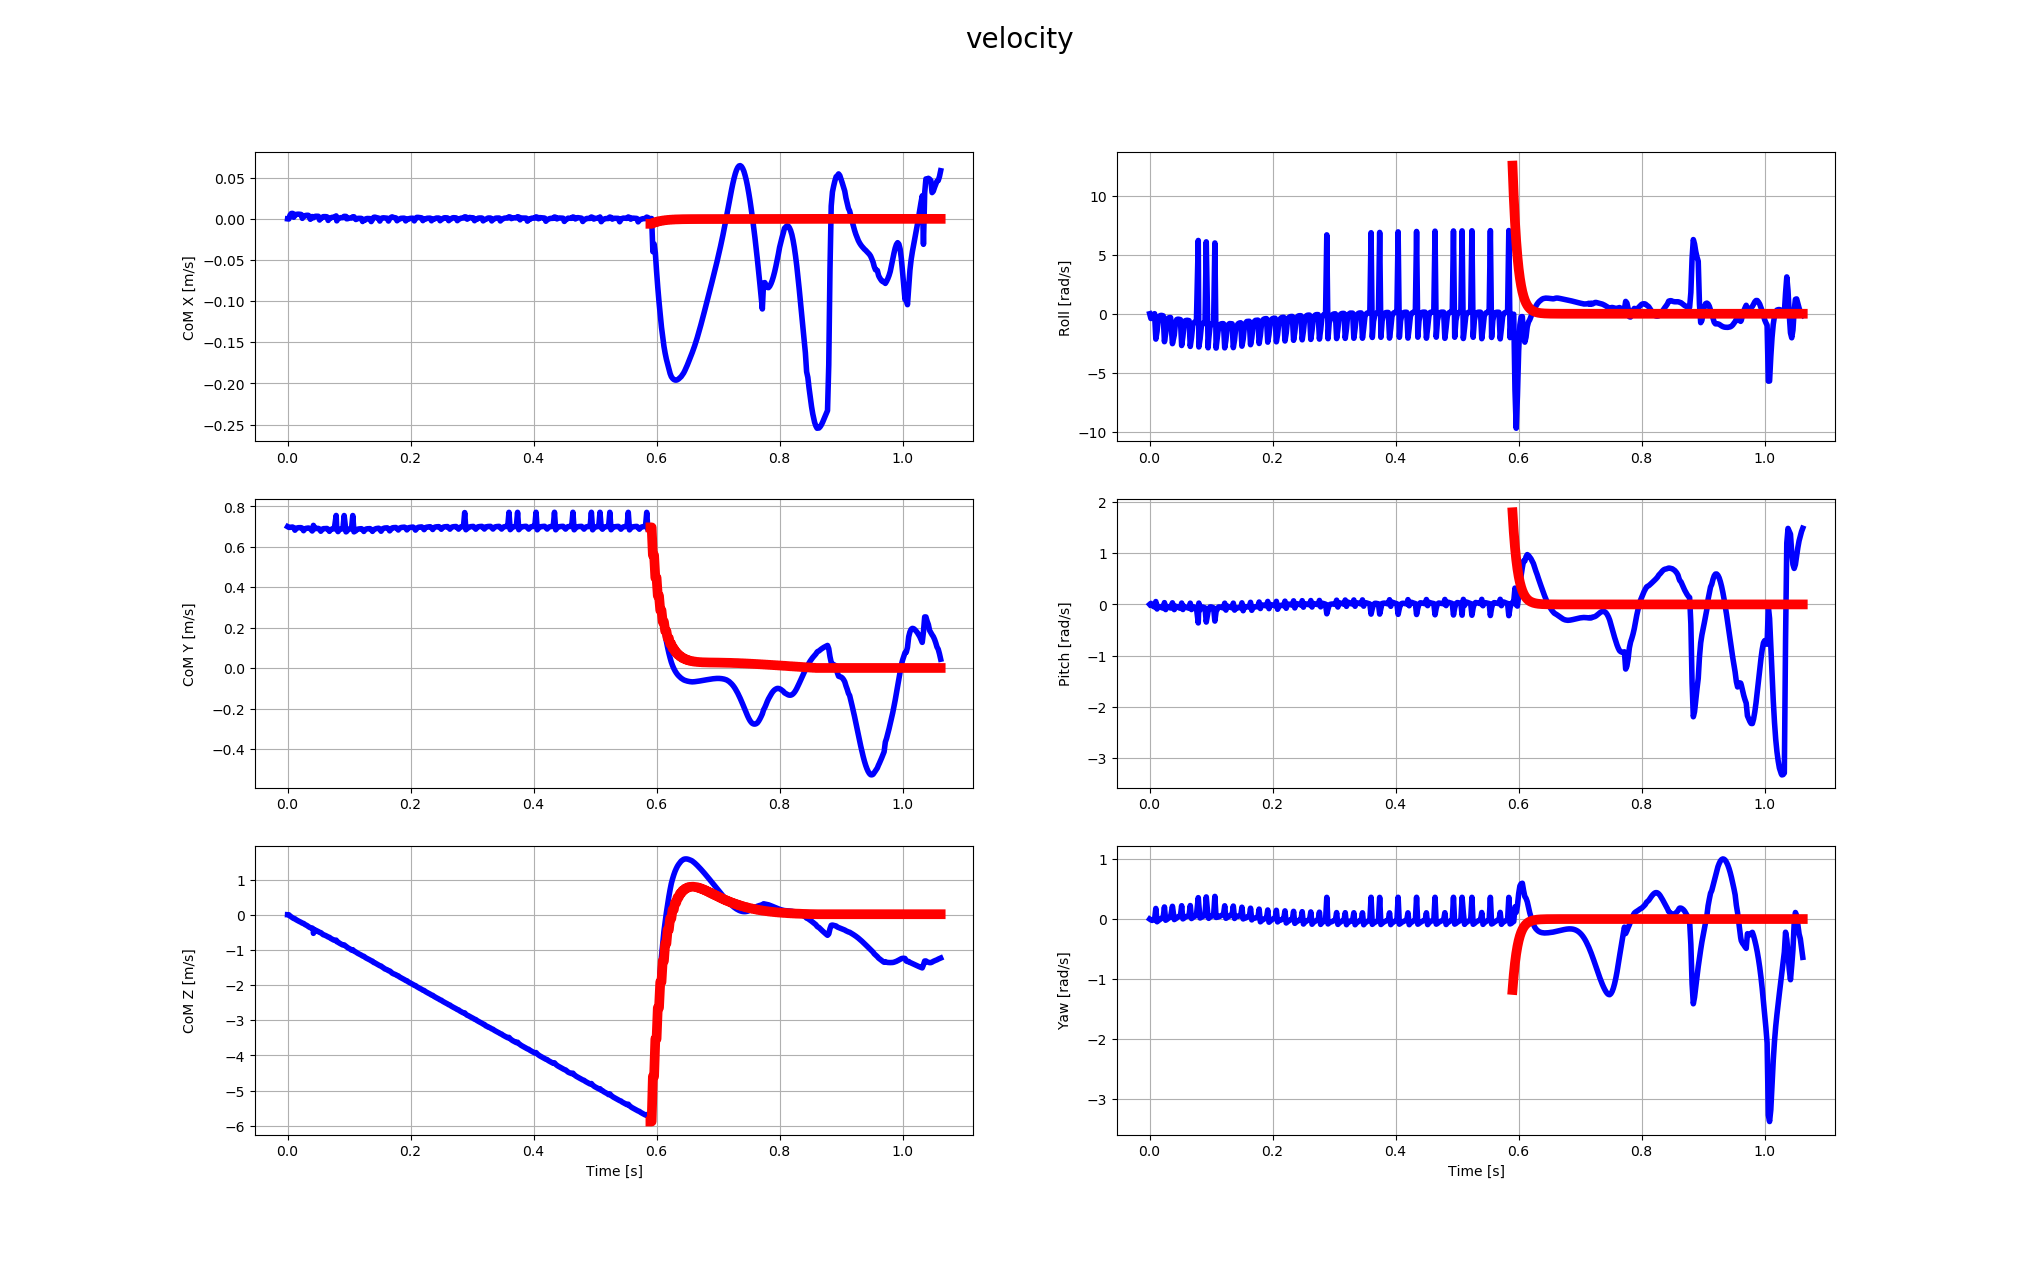 velocity
CoM X [m/s]
0.05
0.00
−0.05
−0.10
−0.15
−0.20
−0.25
0.0 0.2 0.4 0.6 0.8 1.0
Roll [rad/s]
10
5
0
−5
−10
0.0 0.2 0.4 0.6 0.8 1.0
CoM Y [m/s]
0.8
0.6
0.4
0.2
0.0
−0.2
−0.4
0.0 0.2 0.4 0.6 0.8 1.0
Pitch [rad/s]
2
1
0
−1
−2
−3
0.0 0.2 0.4 0.6 0.8 1.0
CoM Z [m/s]
1
0
−1
−2
−3
−4
−5
−6
0.0 0.2 0.4 0.6 0.8 1.0
Time [s]
Yaw [rad/s]
1
0
−1
−2
−3
0.0 0.2 0.4 0.6 0.8 1.0
Time [s]